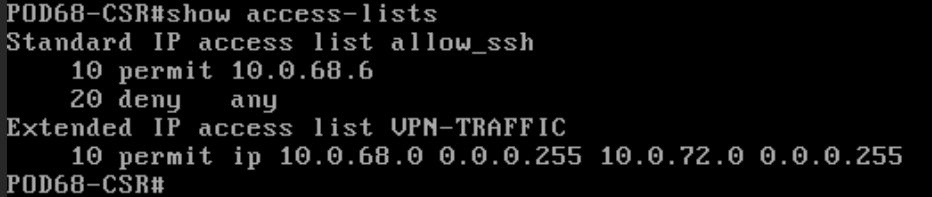 POD68-CSR#show access-lists
Standard IP access list allow_ssh
    10 permit 10.0.68.6
    20 deny   any
Extended IP access list VPN-TRAFFIC
    10 permit ip 10.0.68.0 0.0.0.255 10.0.72.0 0.0.0.255
POD68-CSR#